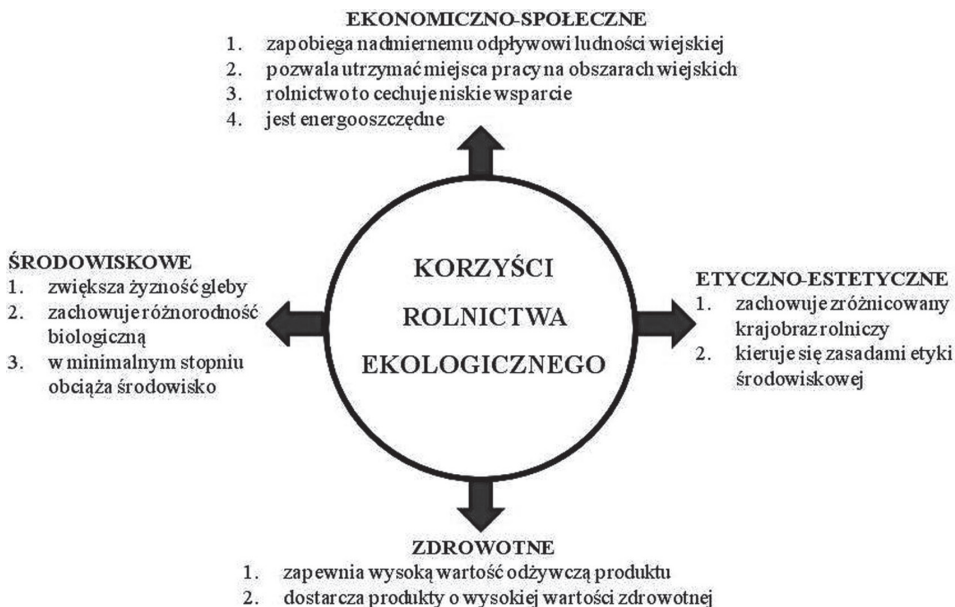 EKONOMICZNO-SPOŁECZNE
1. zapobiega nadmiernemu odpływowi ludności wiejskiej
2. pozwala utrzymać miejsca pracy na obszarach wiejskich
3. rolnictwo to cechuje niskie wsparcie
4. jest energooszczędne
ŚRODOWISKOWE
1. zwiększa żyzność gleby
2. zachowuje różnorodność
biologiczną
3. w minimalnym stopniu
obciąża środowisko
KORZYŚCI
ROLNICTWA
EKOLOGICZNEGO
ETYCZNO-ESTETYCZNE
1. zachowuje zróżnicowany
krajobraz rolniczy
2. kieruje się zasadami etyki
środowiskowej
ZDROWOTNE
1. zapewnia wysoką wartość odżywczą produktu
2. dostarcza produkty o wysokiej wartości zdrowotnej